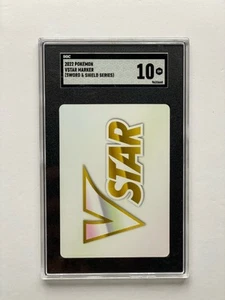 SGC
2022 POKEMON
VSTAR MARKER
(SWORD & SHIELD SERIES)
10
VSTAR